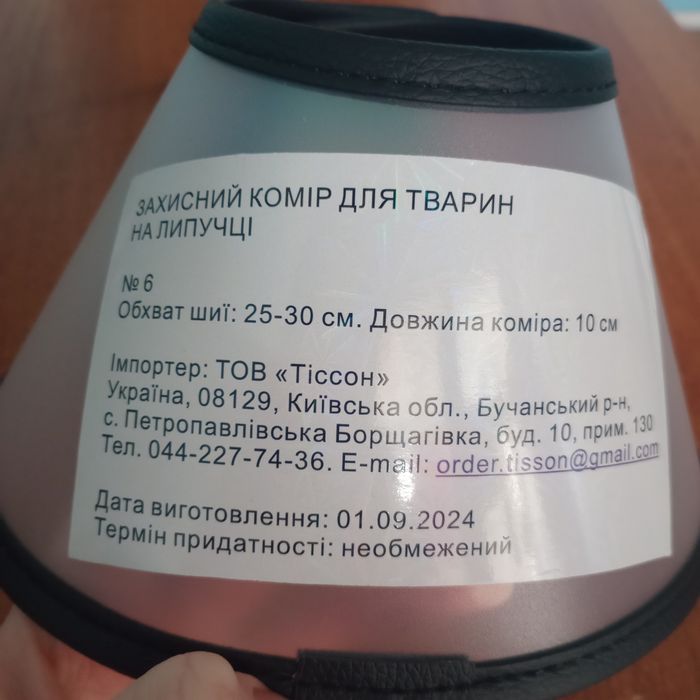 ЗАХИСНИЙ КОМІР ДЛЯ ТВАРИН
НА ЛИПУЧЦІ
№ 6
Обхват шиї: 25-30 см. Довжина коміра: 10 см
Імпортер: ТОВ «Тіссон»
Україна, 08129, Київська обл., Бучанський р-н,
с. Петропавлівська Борщагівка, буд. 10, прим. 130
Тел. 044-227-74-36. E-mail: order.tisson@gmail.com
Дата виготовлення: 01.09.2024
Термін придатності: необмежений